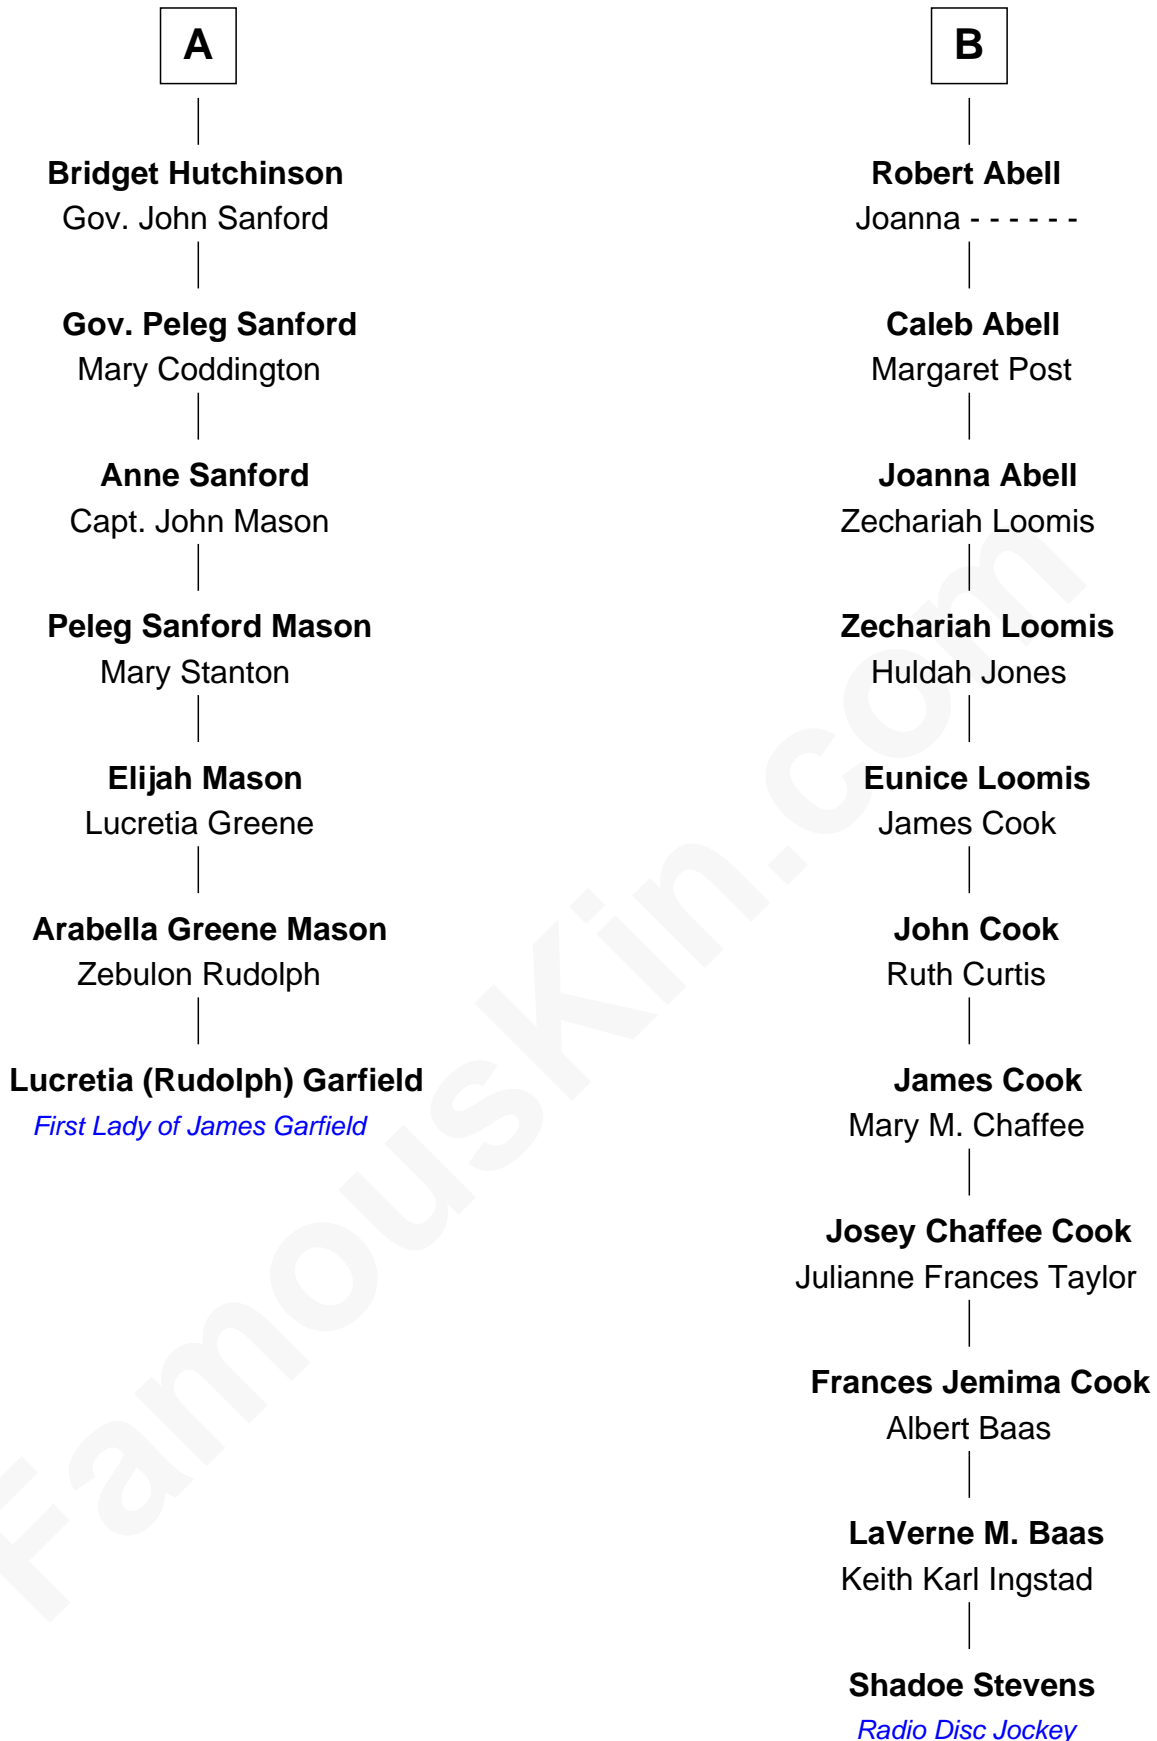 A
Bridget Hutchinson
Gov. John Sanford
Gov. Peleg Sanford
Mary Coddington
Anne Sanford
Capt. John Mason
Peleg Sanford Mason
Mary Stanton
Elijah Mason
Lucretia Greene
Arabella Greene Mason
Zebulon Rudolph
Lucretia (Rudolph) Garfield
First Lady of James Garfield
B
Robert Abell
Joanna - - - - - -
Caleb Abell
Margaret Post
Joanna Abell
Zechariah Loomis
Zechariah Loomis
Huldah Jones
Eunice Loomis
James Cook
John Cook
Ruth Curtis
James Cook
Mary M. Chaffee
Josey Chaffee Cook
Julianne Frances Taylor
Frances Jemima Cook
Albert Baas
LaVerne M. Baas
Keith Karl Ingstad
Shadoe Stevens
Radio Disc Jockey
FamousKin.com